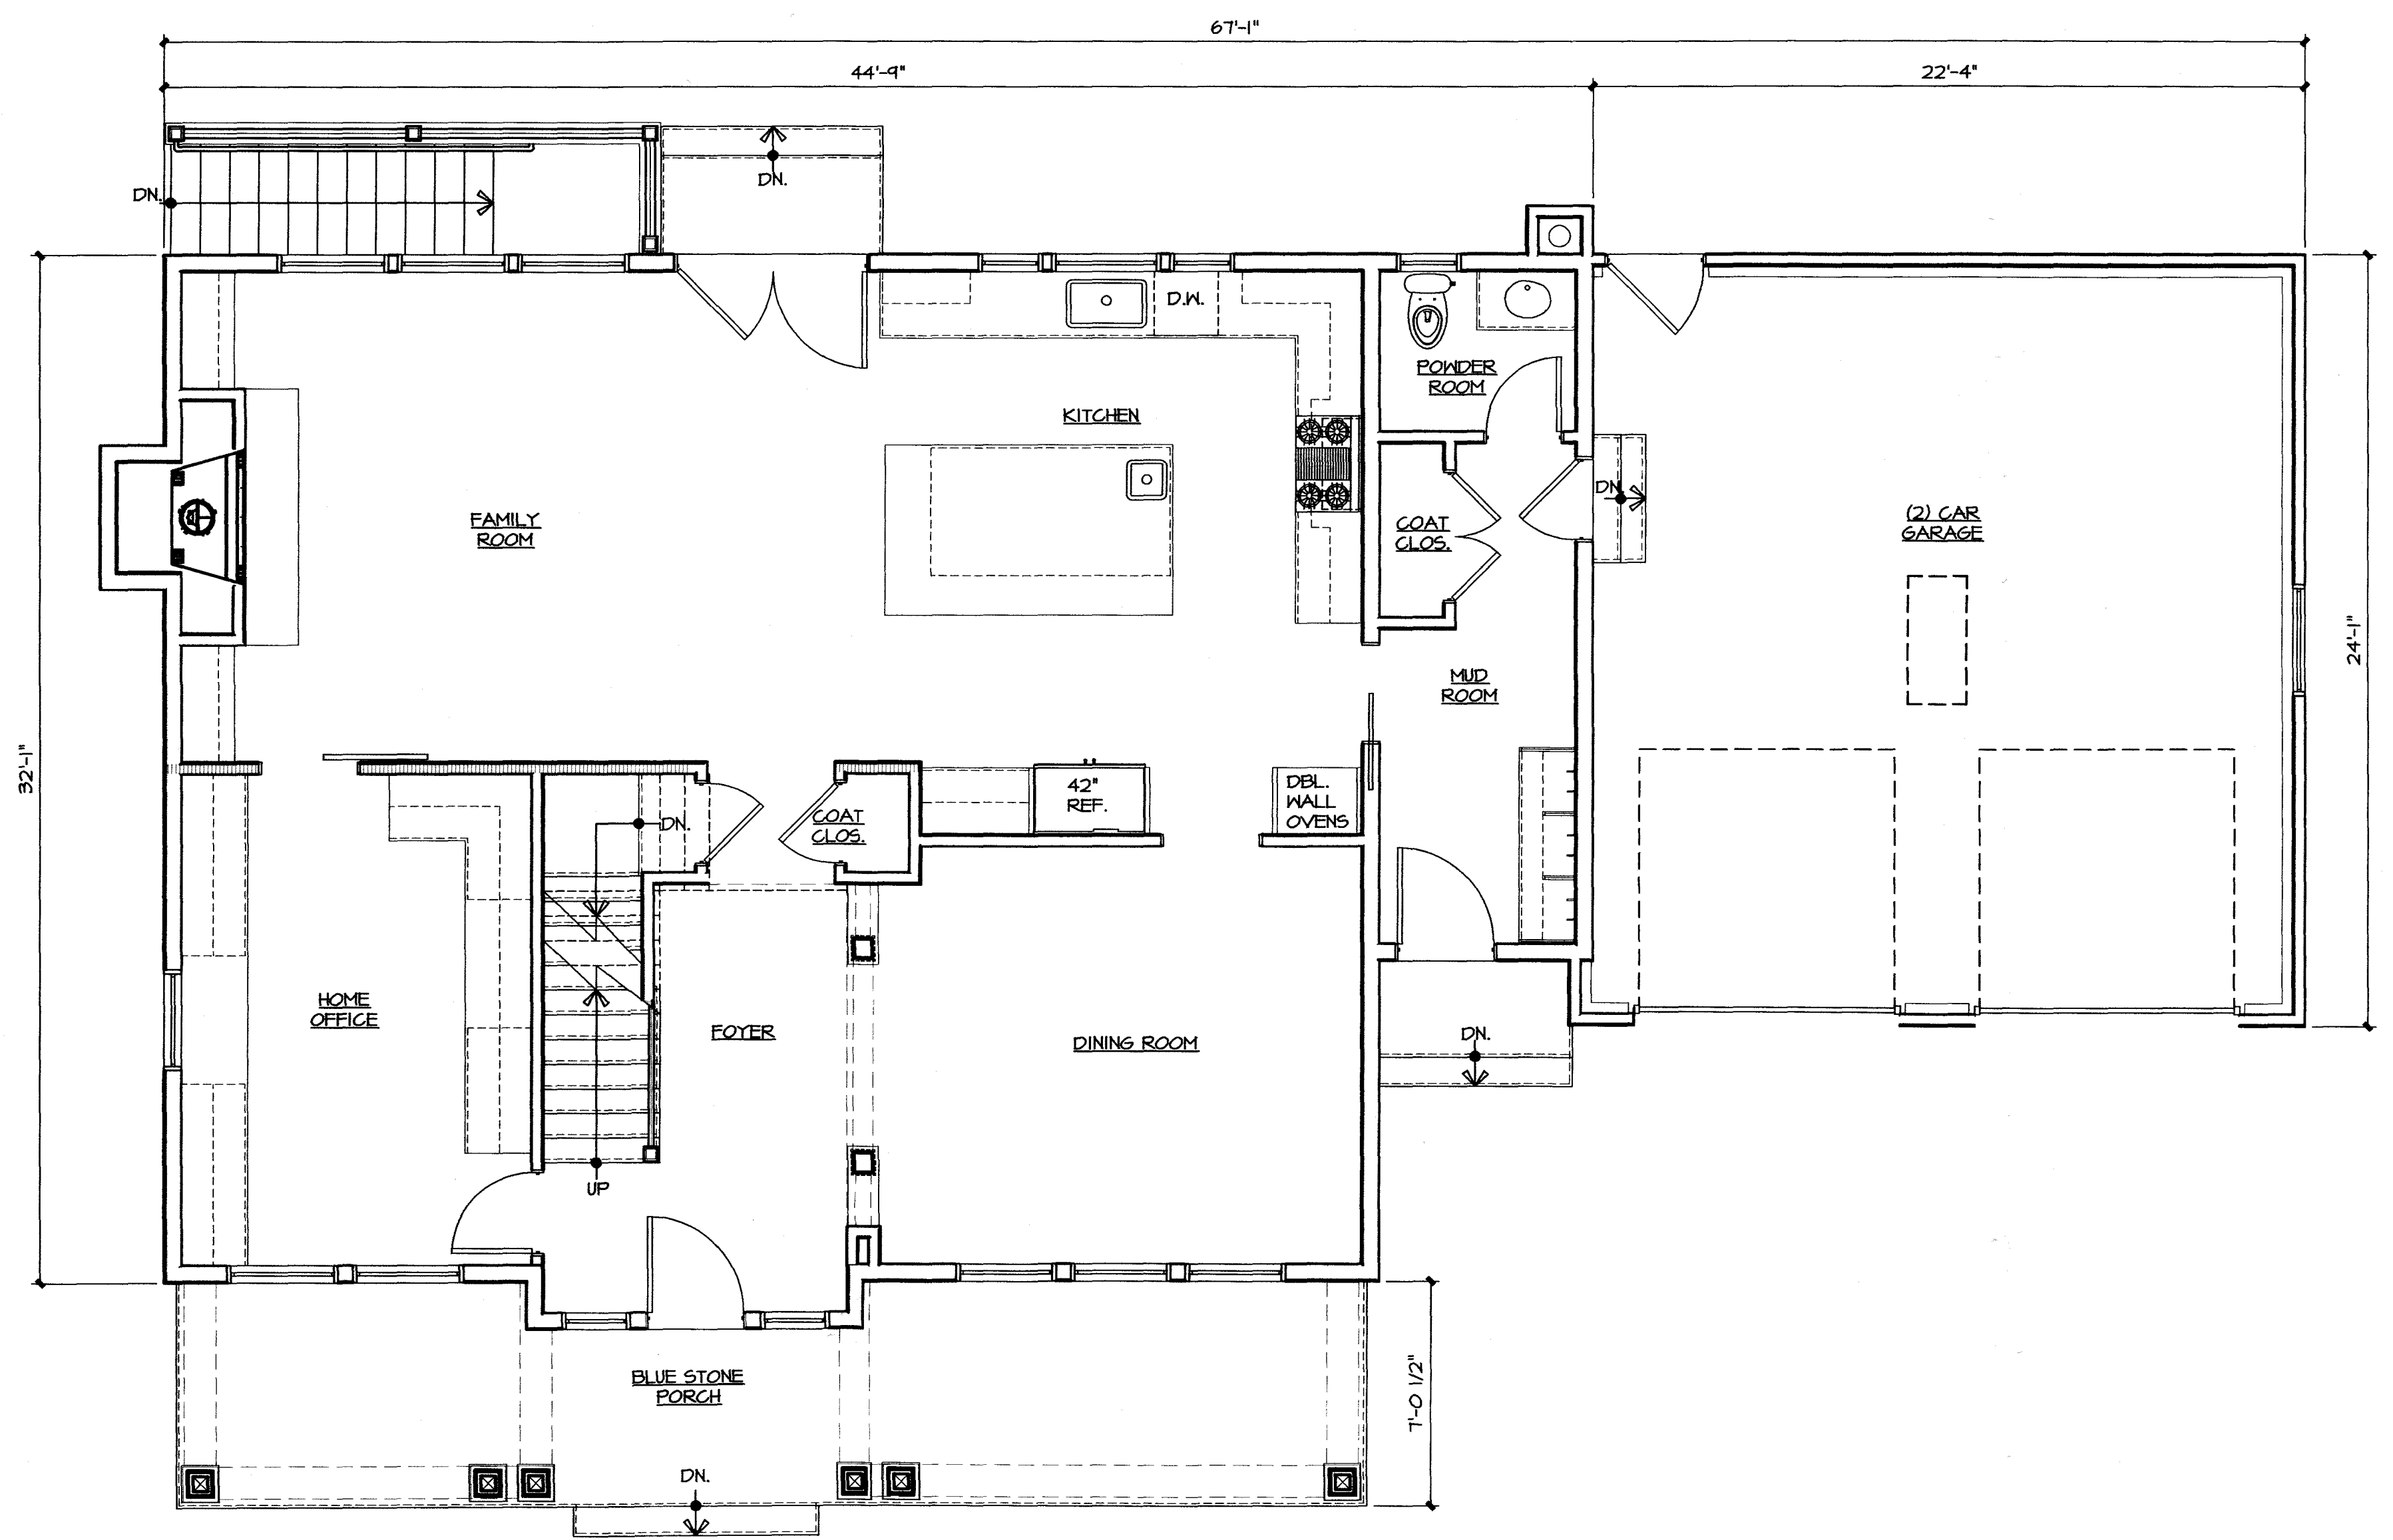 67'-1"
44'-9"
22'-4"
DN.
DN.
D.W.
POWDER
ROOM
KITCHEN
FAMILY
ROOM
COAT
CLOS.
DN.
(2) CAR
GARAGE
MUD
ROOM
24'-1"
32'-1"
42"
REF.
DBL.
WALL
OVENS
COAT
CLOS.
DN.
HOME
OFFICE
FOYER
DINING ROOM
DN.
UP
BLUE STONE
PORCH
7'-0 1/2"
DN.